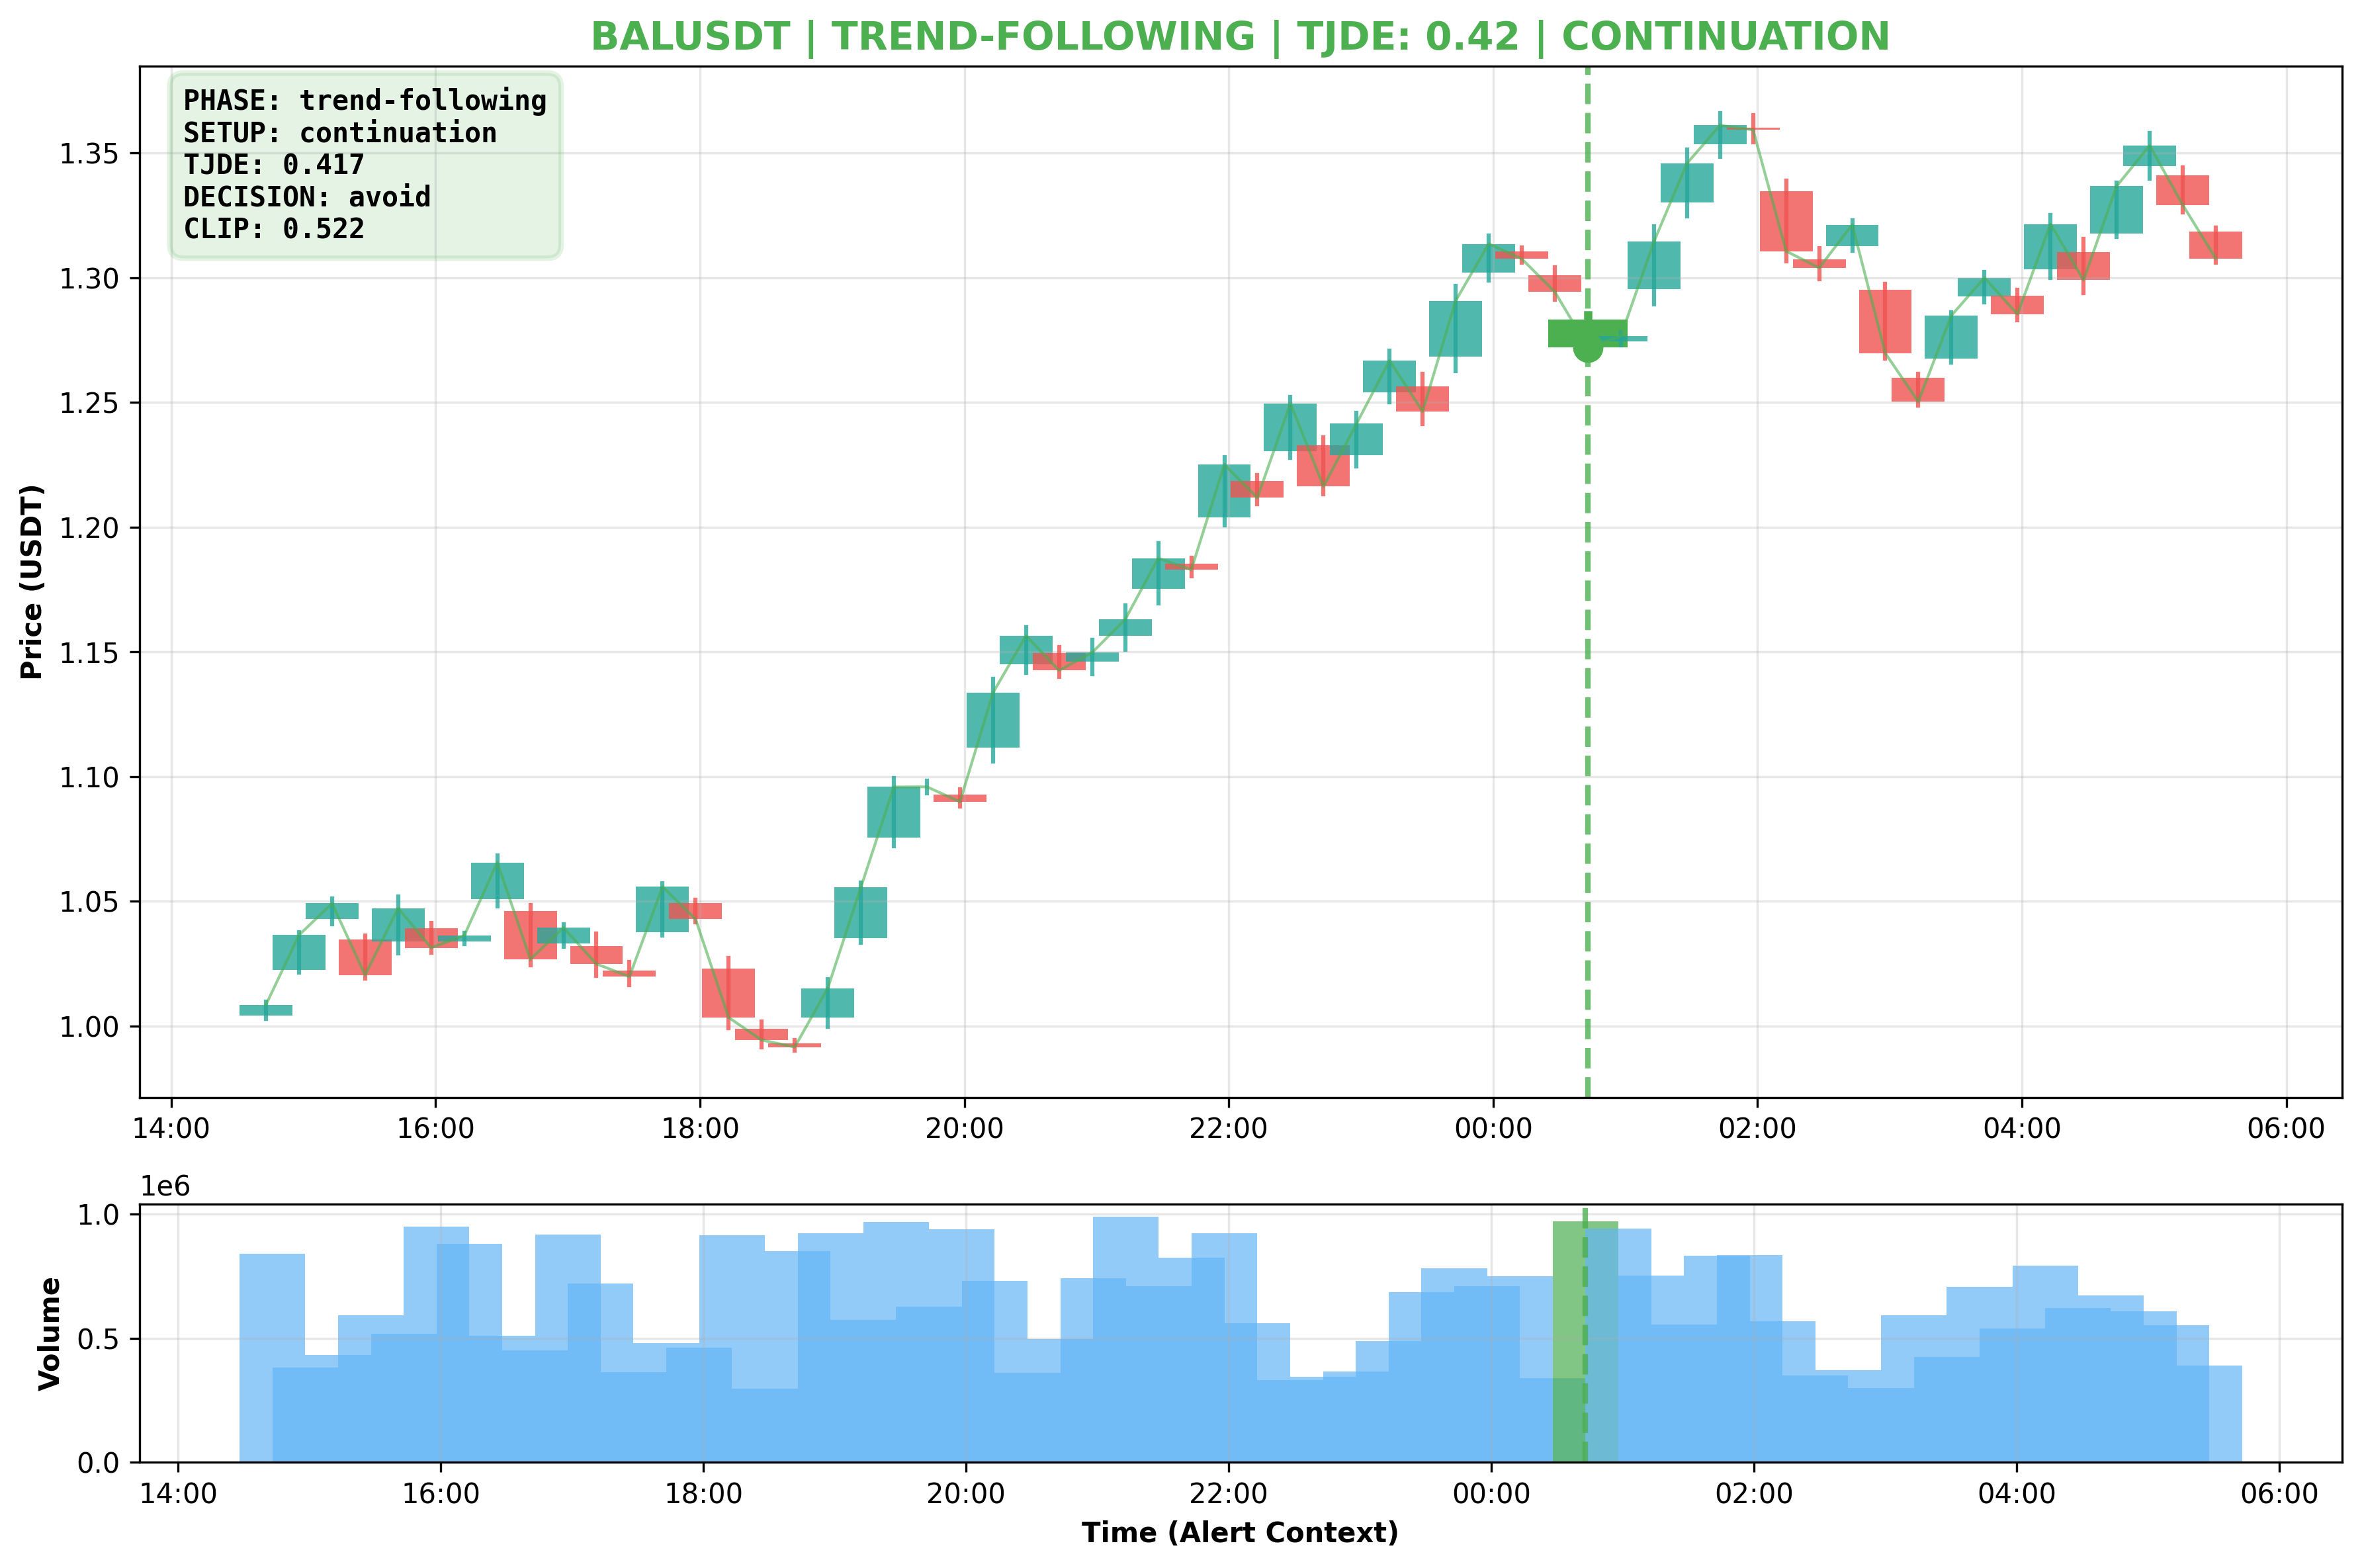 BALUSDT | TREND-FOLLOWING | TJDE: 0.42 | CONTINUATION
PHASE: trend-following
SETUP: continuation
TJDE: 0.417
DECISION: avoid
CLIP: 0.522
Price (USDT)
1.35
1.30
1.25
1.20
1.15
1.10
1.05
1.00
14:00 16:00 18:00 20:00 22:00 00:00 02:00 04:00 06:00
1e6
Volume
1.0
0.5
0.0
14:00 16:00 18:00 20:00 22:00 00:00 02:00 04:00 06:00
Time (Alert Context)